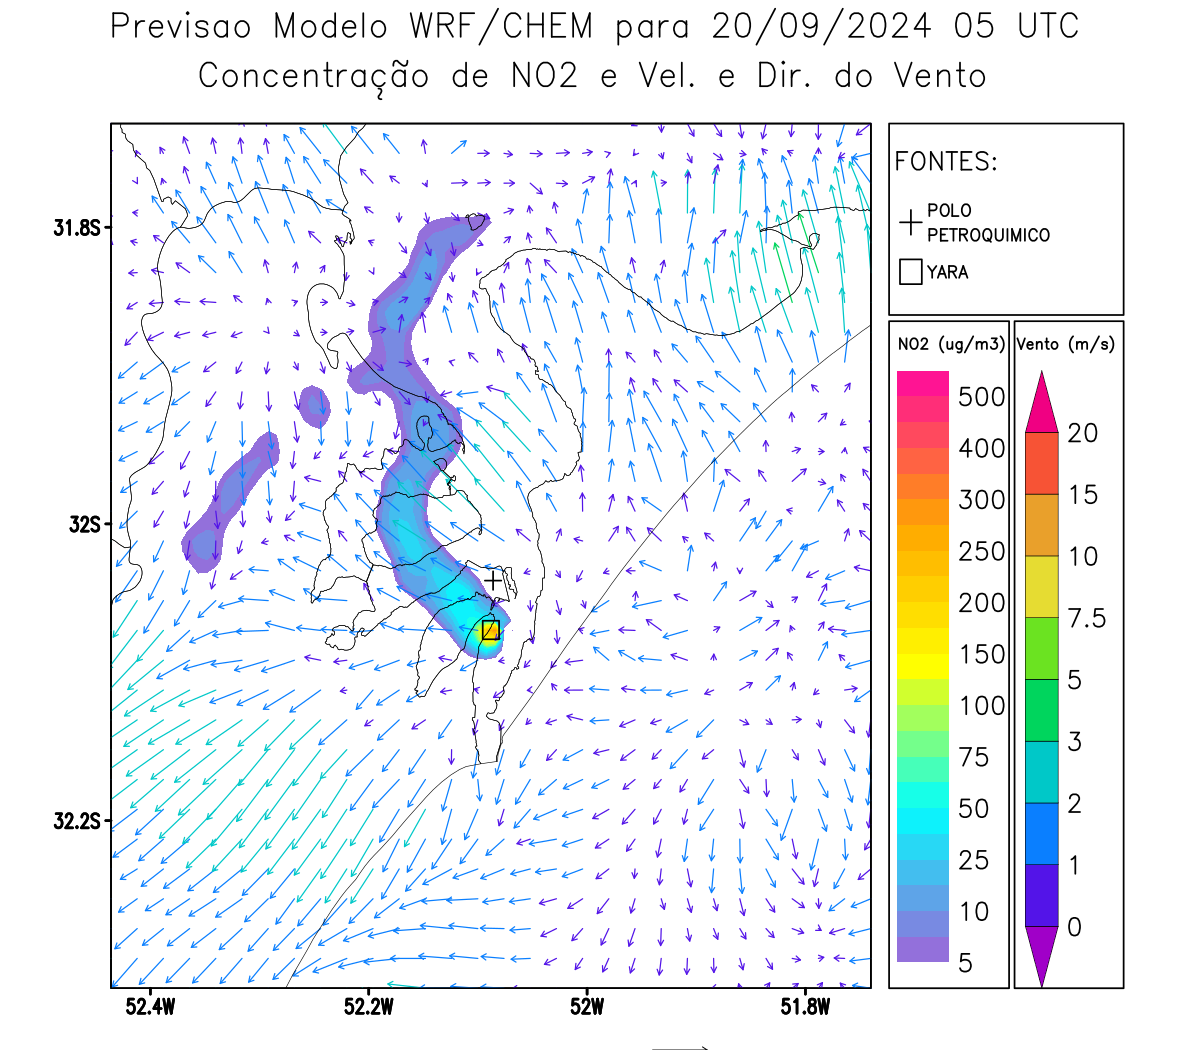 Previsao Modelo WRF/CHEM para 20/09/2024 05 UTC
Concentração de NO2 e Vel. e Dir. do Vento
FONTES:
POLO
PETROQUIMICO
YARA
NO2 (ug/m3)
500
400
300
250
200
150
100
75
50
25
10
5
Vento (m/s)
20
15
10
7.5
5
3
2
1
0
31.8S
32S
32.2S
52.4W
52.2W
52W
51.8W